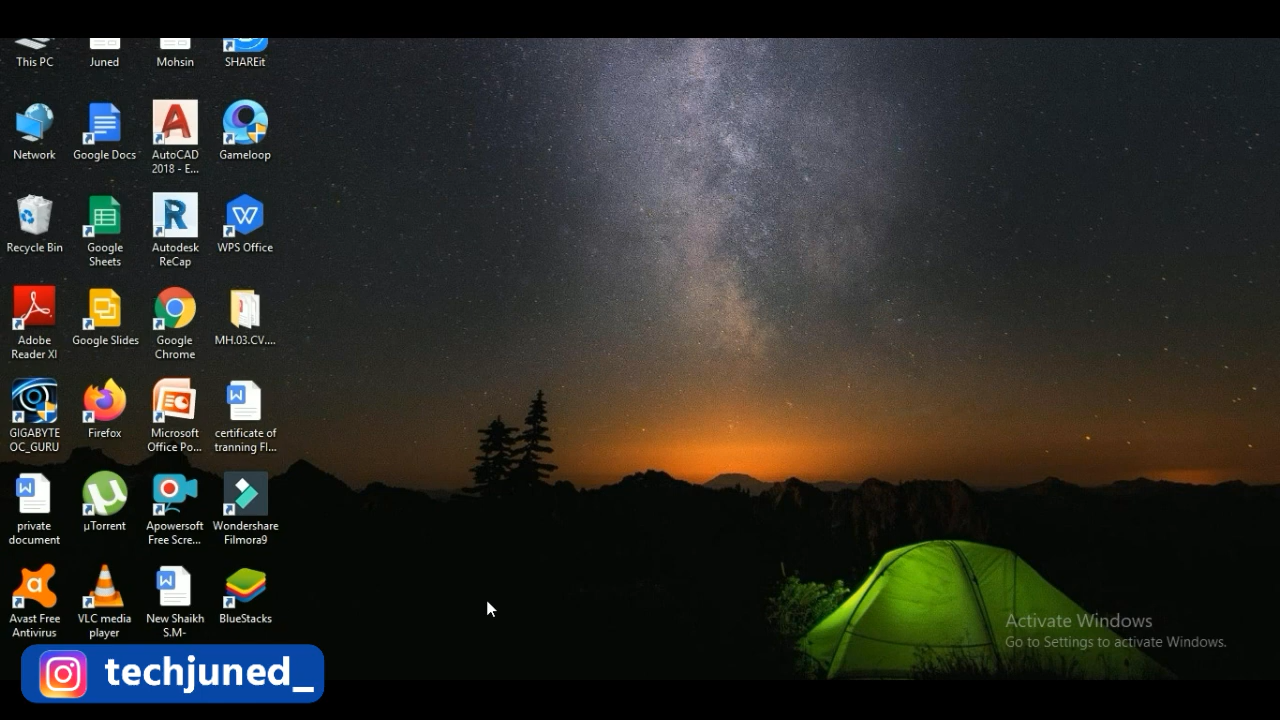 This PC
Juned
Mohsin
SHAREit
Network
Google Docs
AutoCAD
2018 - E...
Gameloop
Recycle Bin
Google
Sheets
Autodesk
ReCap
WPS Office
Adobe
Reader XI
Google Slides
Google
Chrome
MH.03.CV....
GIGABYTE
OC_GURU
Firefox
Microsoft
Office Po...
certificate of
tranning Fl...
private
document
µTorrent
Apowersoft
Free Scre...
Wondershare
Filmora9
Avast Free
Antivirus
VLC media
player
New Shaikh
S.M-
BlueStacks
Activate Windows
Go to Settings to activate Windows.
techjuned_